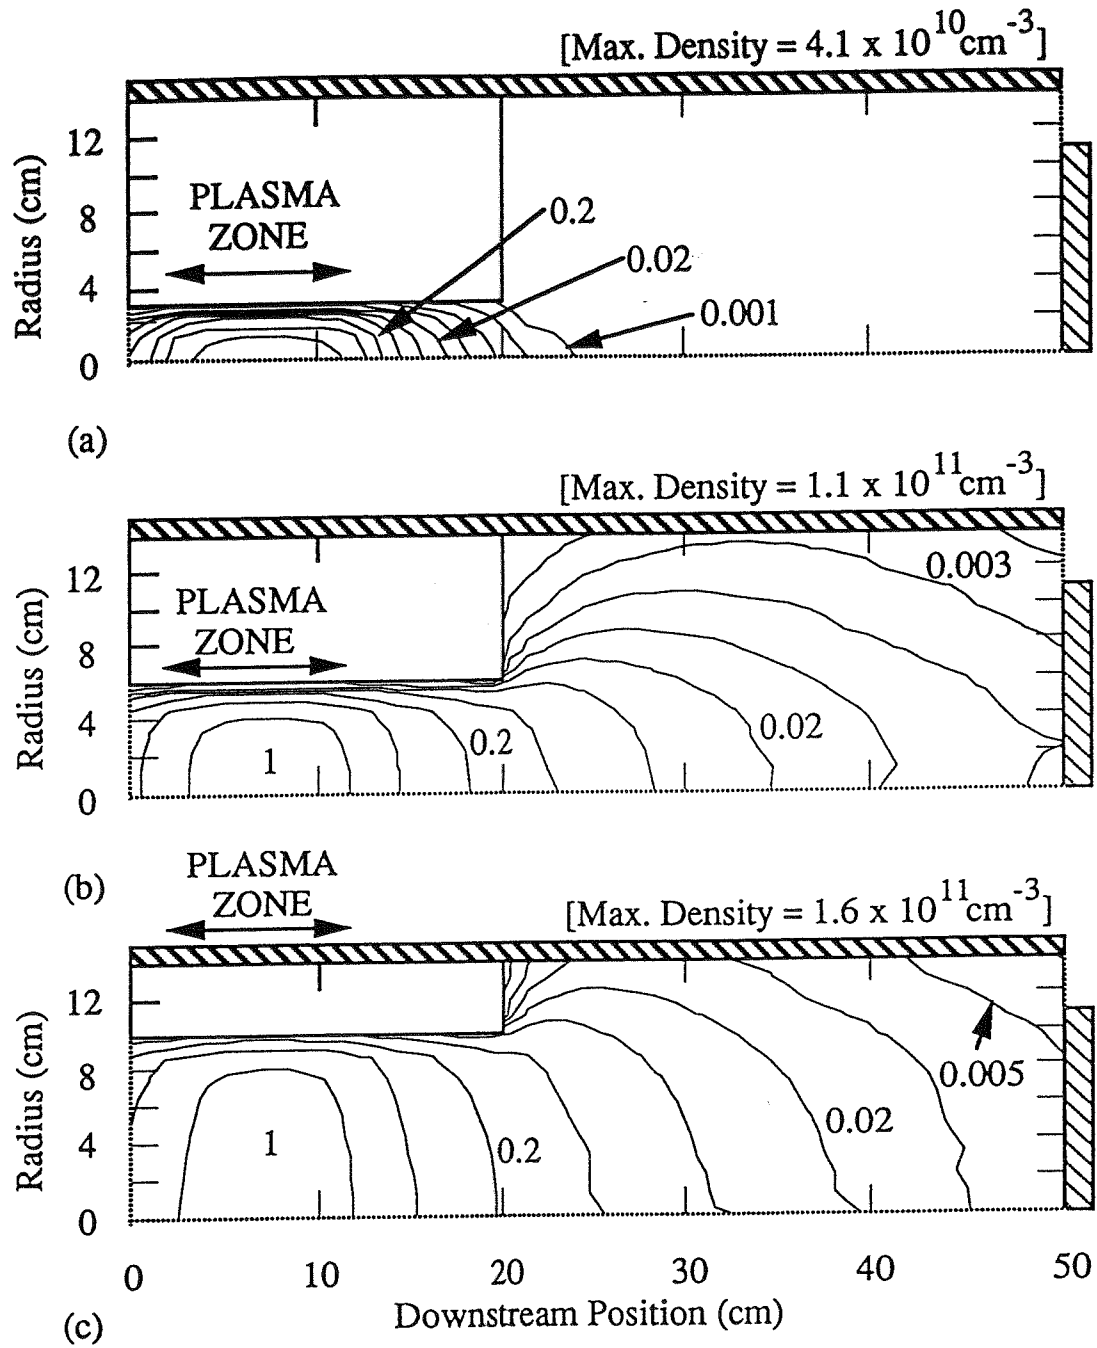 [Max. Density = 4.1 x 10^10 cm^-3]
12
8
4
0
Radius (cm)
PLASMA
ZONE
0.2
0.02
0.001
(a)
[Max. Density = 1.1 x 10^11 cm^-3]
12
8
4
0
Radius (cm)
PLASMA
ZONE
0.003
1
0.2
0.02
(b)
PLASMA
ZONE
[Max. Density = 1.6 x 10^11 cm^-3]
12
8
4
0
Radius (cm)
0.005
1
0.2
0.02
0 10 20 30 40 50
Downstream Position (cm)
(c)